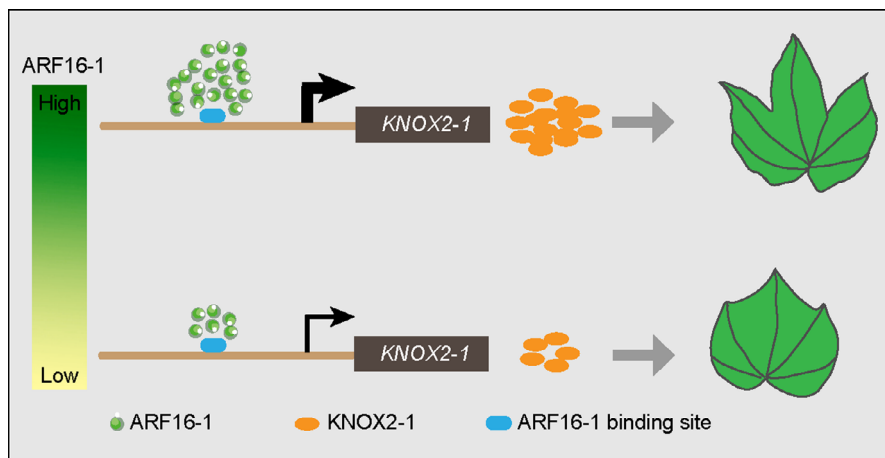 ARF16-1
High
KNOX2-1
KNOX2-1
Low
ARF16-1
KNOX2-1
ARF16-1 binding site